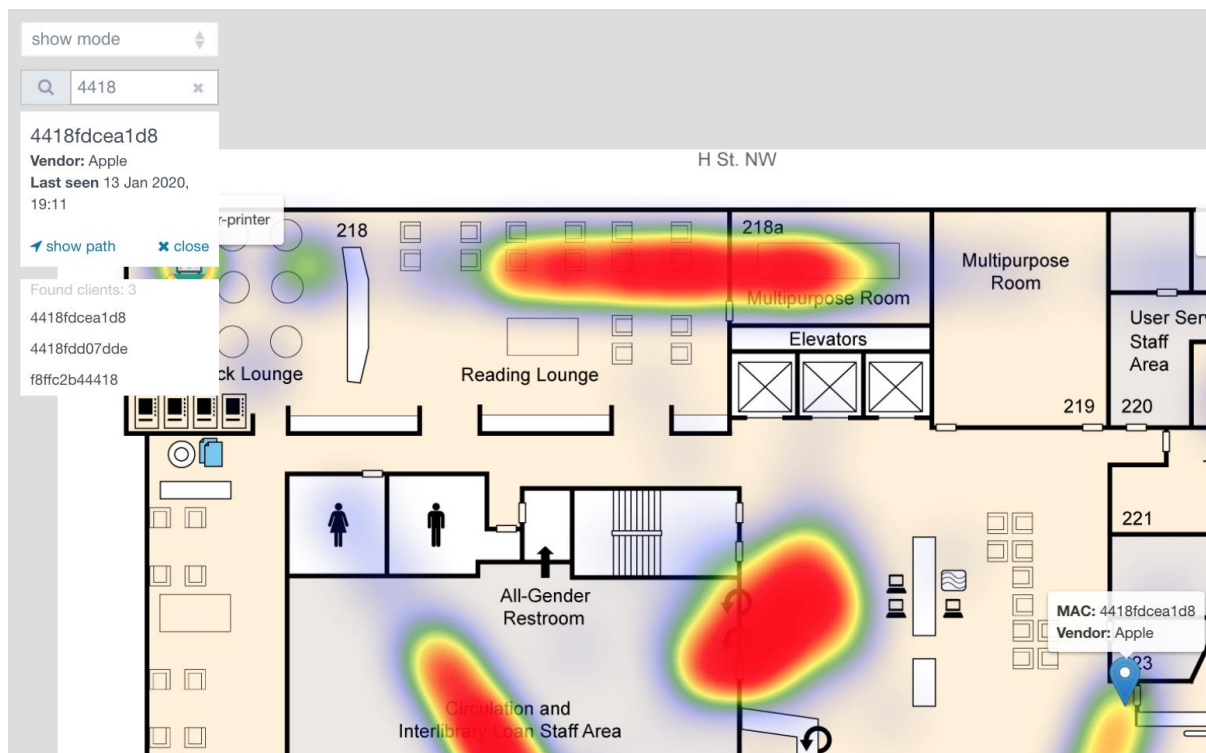 show mode
4418
4418fdcea1d8
Vendor: Apple
Last seen 13 Jan 2020,
19:11
show path
close
Found clients: 3
4418fdcea1d8
4418fdd07dde
f8ffc2b44418
H St. NW
r-printer
218
218a
Multipurpose Room
Multipurpose
Room
Elevators
User Serv
Staff
Area
ck Lounge
Reading Lounge
219
220
221
All-Gender
Restroom
MAC: 4418fdcea1d8
Vendor: Apple
23
Circulation and
Interlibrary Loan Staff Area